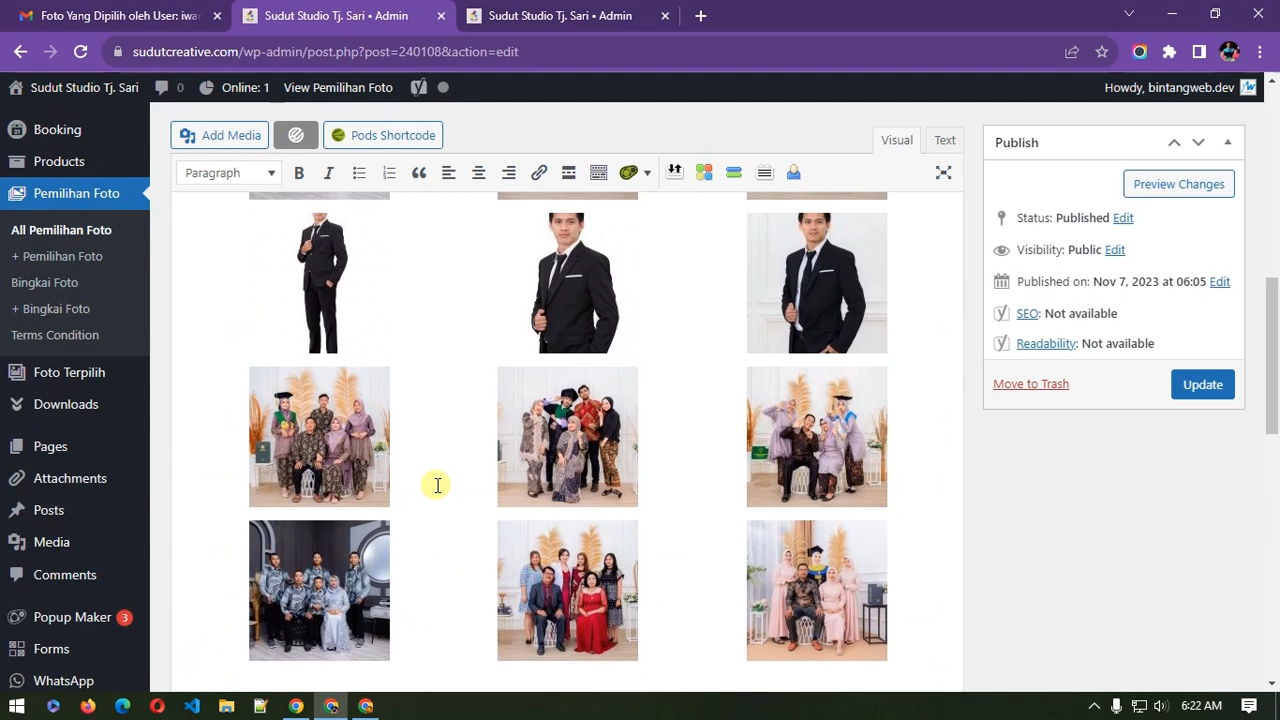 Foto Yang Dipilih oleh User: iwa
Sudut Studio Tj. Sari • Admin
Sudut Studio Tj. Sari • Admin
sudutcreative.com/wp-admin/post.php?post=240108&action=edit
Sudut Studio Tj. Sari
0
Online: 1
View Pemilihan Foto
Howdy, bintangweb.dev
Booking
Products
Pemilihan Foto
All Pemilihan Foto
+ Pemilihan Foto
Bingkai Foto
+ Bingkai Foto
Terms Condition
Foto Terpilih
Downloads
Pages
Attachments
Posts
Media
Comments
Popup Maker 3
Forms
WhatsApp
Add Media
Pods Shortcode
Visual
Text
Paragraph
B I
Publish
Preview Changes
Status: Published Edit
Visibility: Public Edit
Published on: Nov 7, 2023 at 06:05 Edit
SEO: Not available
Readability: Not available
Move to Trash
Update
6:22 AM